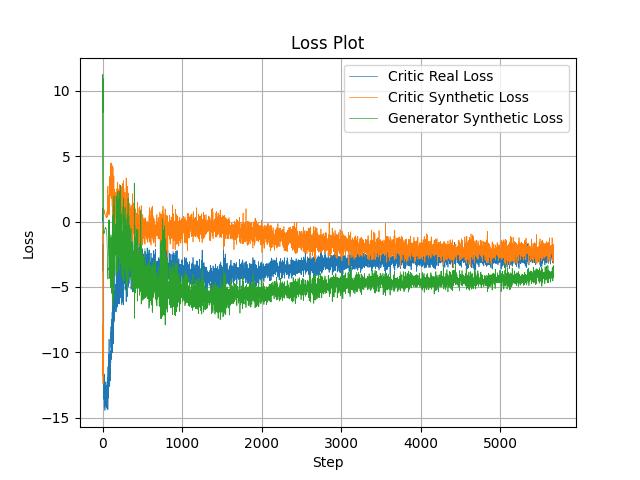 Loss Plot
Critic Real Loss
Critic Synthetic Loss
Generator Synthetic Loss
10
5
0
−5
−10
−15
Loss
0 1000 2000 3000 4000 5000
Step